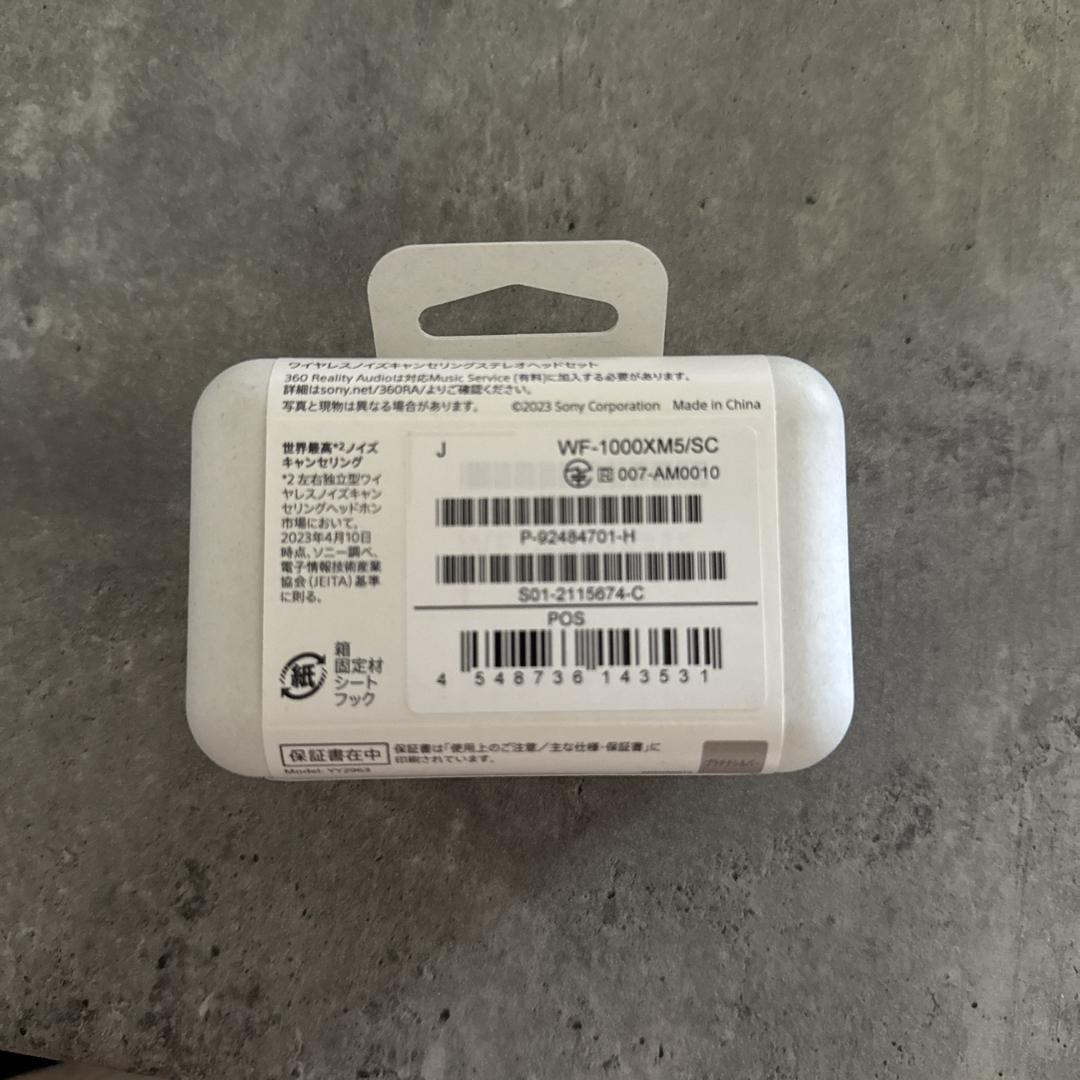 ワイヤレスノイズキャンセリングステレオヘッドセット
360 Reality Audioは対応Music Service (有料)に加入する必要があります。
詳細はsony.net/360RA/よりご確認ください。
写真と現物は異なる場合があります。 ©2023 Sony Corporation Made in China
世界最高*2ノイズ
キャンセリング
*2 左右独立型ワイ
ヤレスノイズキャン
セリングヘッドホン
市場において。
2023年4月10日
時点、ソニー調べ、
電子情報技術産業
協会(JEITA)基準
に則る。
紙
箱
固定材
シート
フック
J WF-1000XM5/SC
R 007-AM0010
P-92484701-H
S01-2115674-C
POS
4 548736 143531
保証書在中
保証書は「使用上のご注意/主な仕様・保証書」に
印刷されています。
Model: YY2963
プラチナシルバー